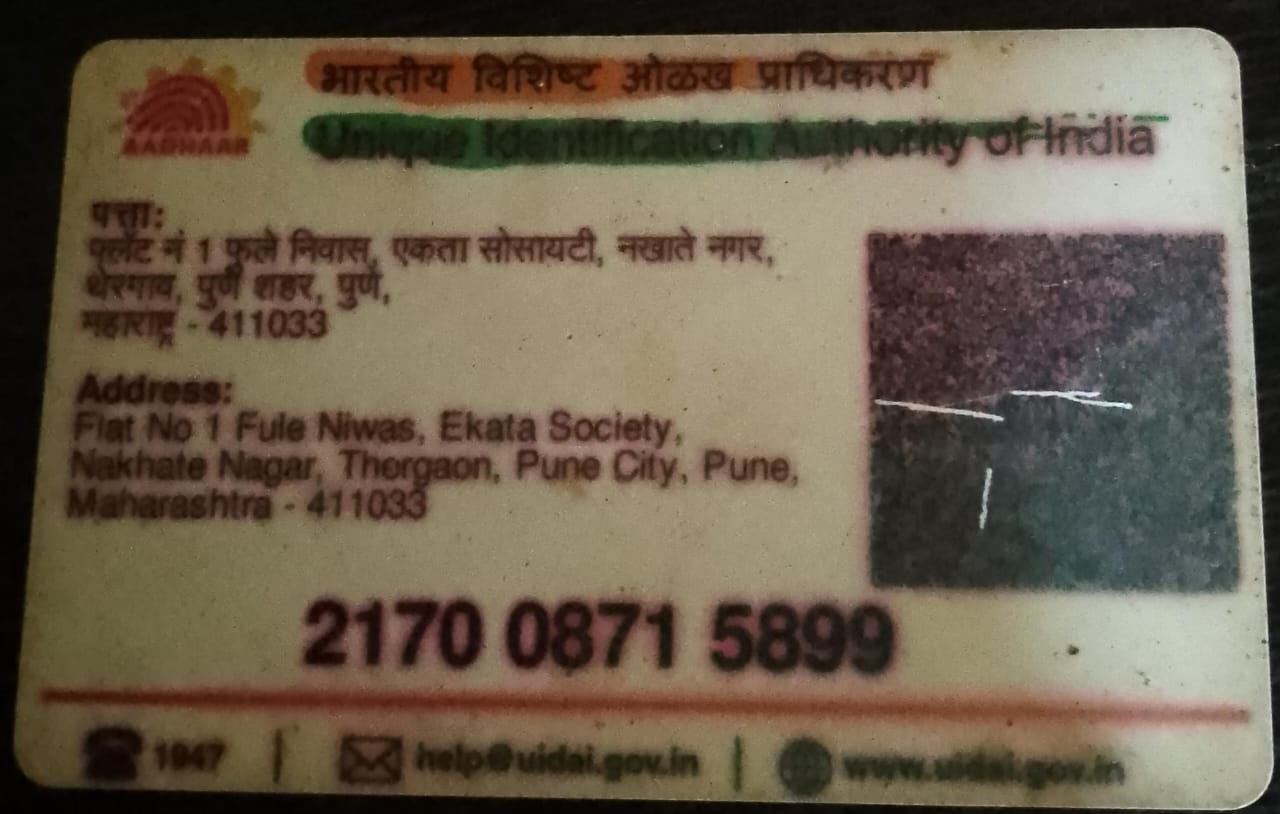 भारतीय विशिष्ट ओळख प्राधिकरण
Unique Identification Authority of India
AADHAAR
पत्ता:
फ्लॅट नं 1 फुले निवास, एकता सोसायटी, नखाते नगर,
थेरगाव, पुणे शहर, पुणे,
महाराष्ट्र - 411033
Address:
Flat No 1 Fule Niwas, Ekata Society,
Nakhate Nagar, Thergaon, Pune City, Pune,
Maharashtra - 411033
2170 0871 5899
1947 | help@uidai.gov.in | www.uidai.gov.in